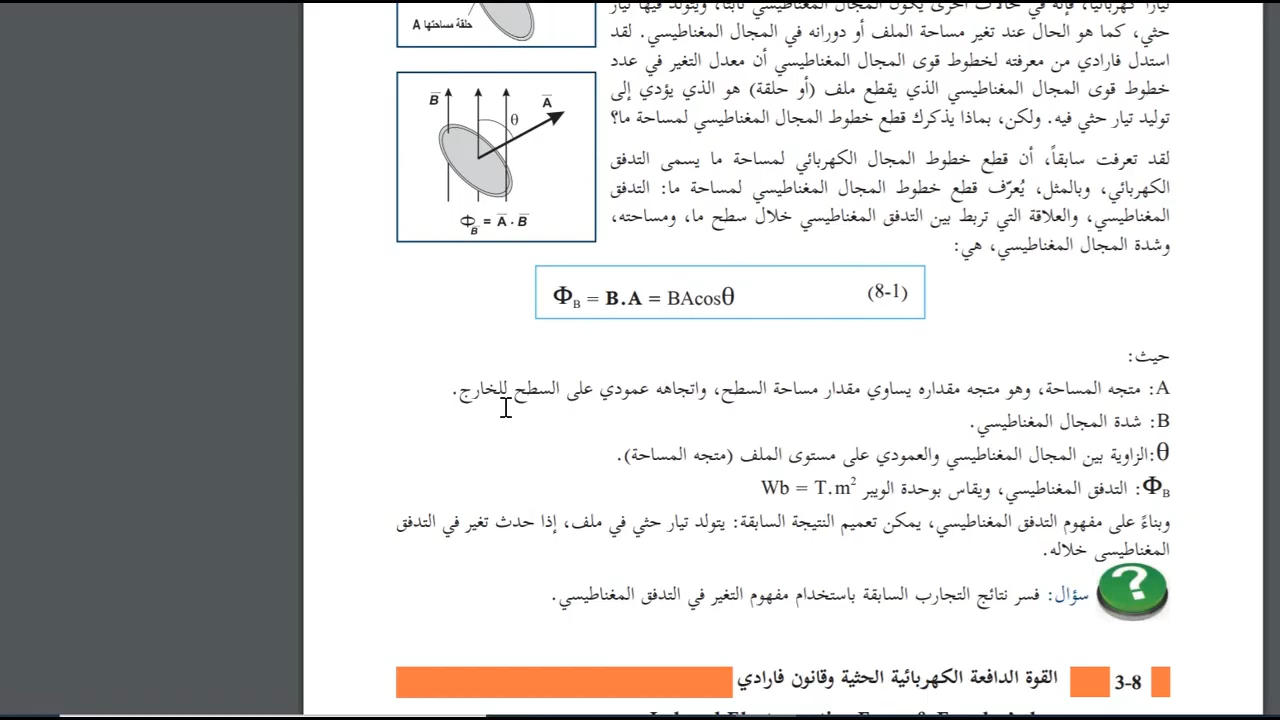 تياراً كهربائياً، فإنه في حالات أخرى يكون المجال المغناطيسي ثابتاً، ويتولد فيها تيار
حثي، كما هو الحال عند تغير مساحة الملف أو دورانه في المجال المغناطيسي. لقد
استدل فارادي من معرفته لخطوط قوى المجال المغناطيسي أن معدل التغير في عدد
خطوط قوى المجال المغناطيسي الذي يقطع ملف (أو حلقة) هو الذي يؤدي إلى
توليد تيار حثي فيه. ولكن، بماذا يذكرك قطع خطوط المجال المغناطيسي لمساحة ما؟
حلقة مساحتها A
B
A
θ
Φ_B = A · B
لقد تعرفت سابقاً، أن قطع خطوط المجال الكهربائي لمساحة ما يسمى التدفق
الكهربائي، وبالمثل، يُعرّف قطع خطوط المجال المغناطيسي لمساحة ما: التدفق
المغناطيسي، والعلاقة التي تربط بين التدفق المغناطيسي خلال سطح ما، ومساحته،
وشدة المجال المغناطيسي، هي:
Φ_B = B.A = BAcosθ (8-1)
حيث:
A: متجه المساحة، وهو متجه مقداره يساوي مقدار مساحة السطح، واتجاهه عمودي على السطح للخارج.
B: شدة المجال المغناطيسي.
θ:الزاوية بين المجال المغناطيسي والعمودي على مستوى الملف (متجه المساحة).
Φ_B: التدفق المغناطيسي، ويقاس بوحدة الويبر Wb = T.m²
وبناءً على مفهوم التدفق المغناطيسي، يمكن تعميم النتيجة السابقة: يتولد تيار حثي في ملف، إذا حدث تغير في التدفق
المغناطيسي خلاله.
سؤال: فسر نتائج التجارب السابقة باستخدام مفهوم التغير في التدفق المغناطيسي.
3-8 القوة الدافعة الكهربائية الحثية وقانون فارادي